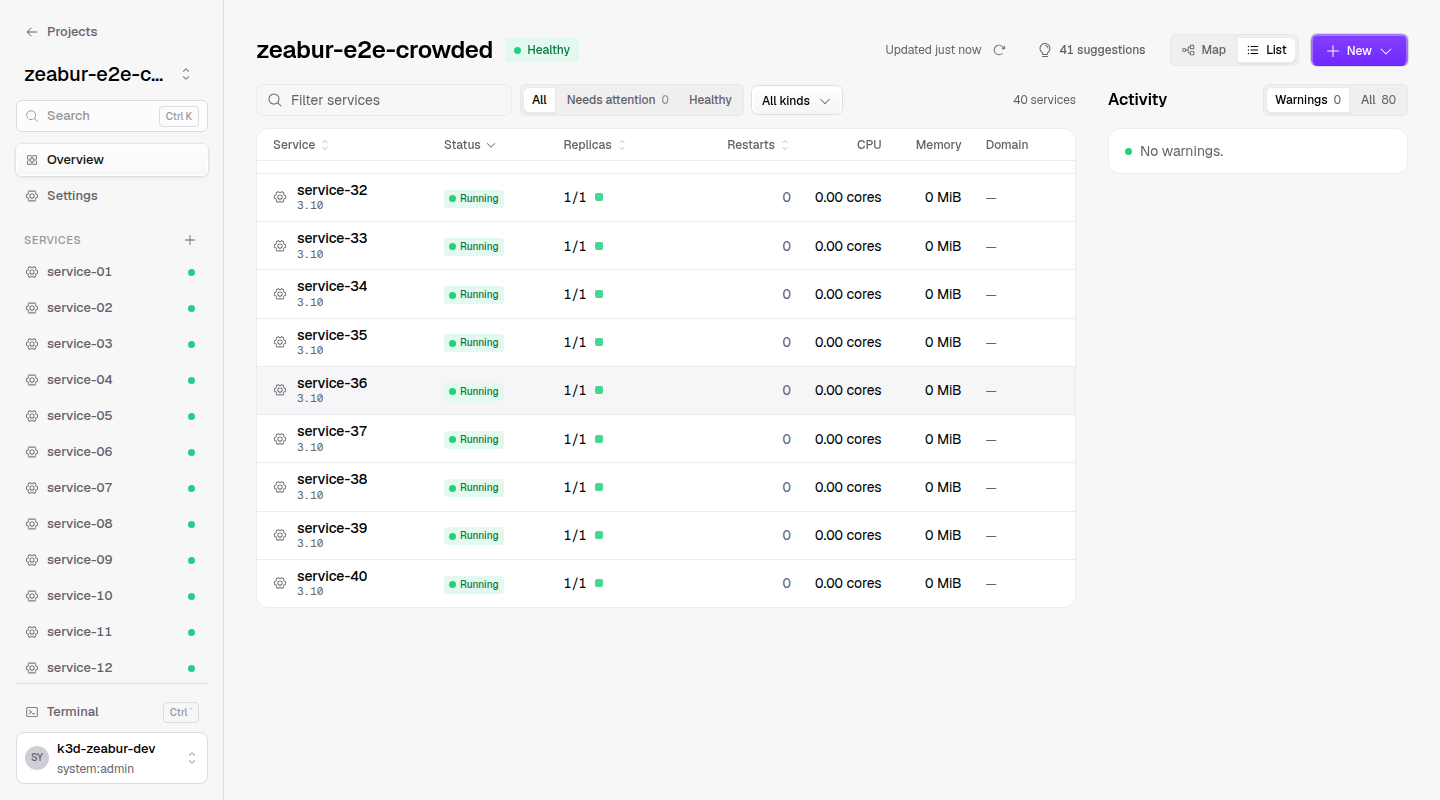 Projects
zeabur-e2e-c...
Search
Ctrl K
Overview
Settings
SERVICES
service-01
service-02
service-03
service-04
service-05
service-06
service-07
service-08
service-09
service-10
service-11
service-12
Terminal
Ctrl `
SY
k3d-zeabur-dev
system:admin
zeabur-e2e-crowded
Healthy
Updated just now
41 suggestions
Map
List
New
Filter services
All
Needs attention 0
Healthy
All kinds
40 services
Service Status Replicas Restarts CPU Memory Domain
service-32 Running 1/1 0 0.00 cores 0 MiB —
3.10
service-33 Running 1/1 0 0.00 cores 0 MiB —
3.10
service-34 Running 1/1 0 0.00 cores 0 MiB —
3.10
service-35 Running 1/1 0 0.00 cores 0 MiB —
3.10
service-36 Running 1/1 0 0.00 cores 0 MiB —
3.10
service-37 Running 1/1 0 0.00 cores 0 MiB —
3.10
service-38 Running 1/1 0 0.00 cores 0 MiB —
3.10
service-39 Running 1/1 0 0.00 cores 0 MiB —
3.10
service-40 Running 1/1 0 0.00 cores 0 MiB —
3.10
Activity
Warnings 0
All 80
No warnings.